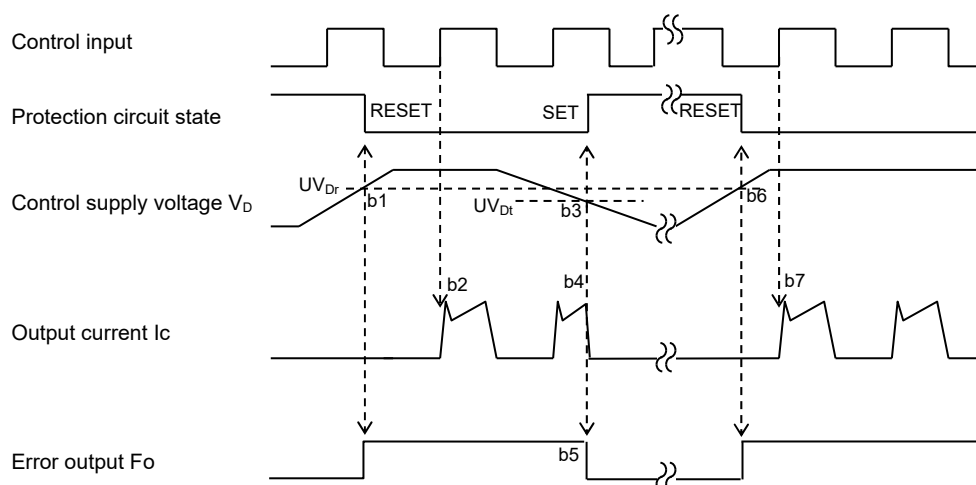 Control input
Protection circuit state
RESET
SET
RESET
Control supply voltage VD
UVDr
b1
UVDt
b3
b6
b2
b4
b7
Output current Ic
b5
Error output Fo